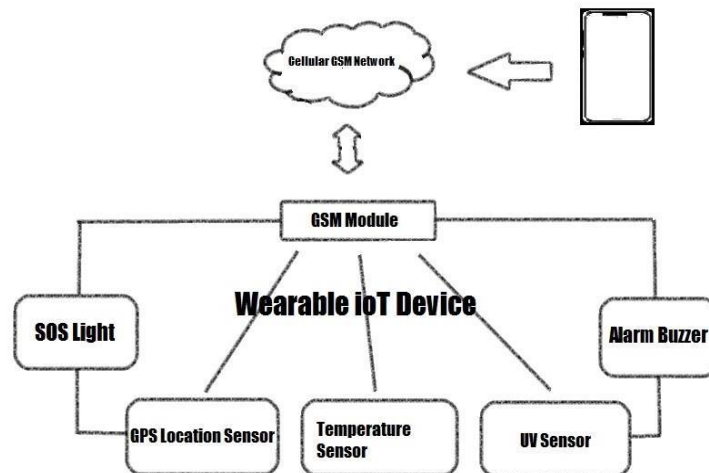 Cellular GSM Network
GSM Module
Wearable ioT Device
SOS Light
Alarm Buzzer
GPS Location Sensor
Temperature
Sensor
UV Sensor